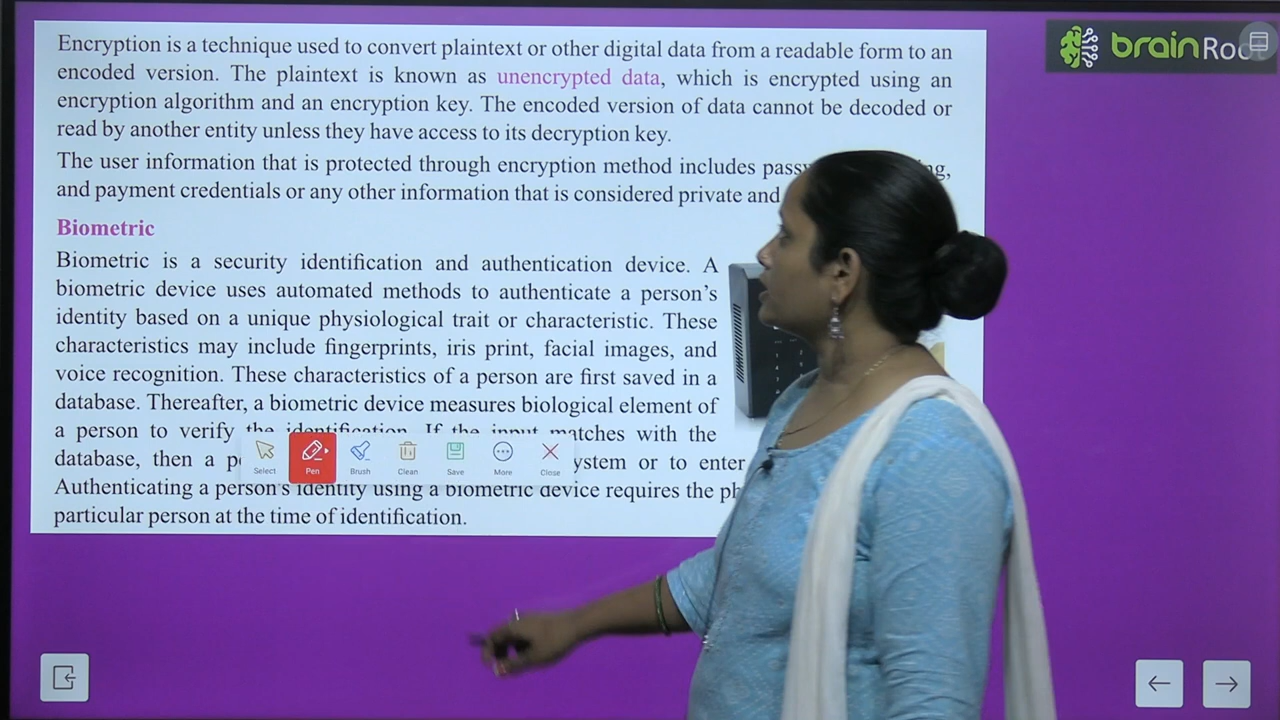 Encryption is a technique used to convert plaintext or other digital data from a readable form to an
encoded version. The plaintext is known as unencrypted data, which is encrypted using an
encryption algorithm and an encryption key. The encoded version of data cannot be decoded or
read by another entity unless they have access to its decryption key.
The user information that is protected through encryption method includes
and payment credentials or any other information that is considered private and
Biometric
Biometric is a security identification and authentication device. A
biometric device uses automated methods to authenticate a person's
identity based on a unique physiological trait or characteristic. These
characteristics may include fingerprints, iris print, facial images, and
voice recognition. These characteristics of a person are first saved in a
database. Thereafter, a biometric device measures biological element of
a person to verify the identification. If the input matches with the
database, then a system or to enter
Authenticating a person's identity using a biometric device requires the
particular person at the time of identification.
Select Pen Brush Clean Save More Close
brain